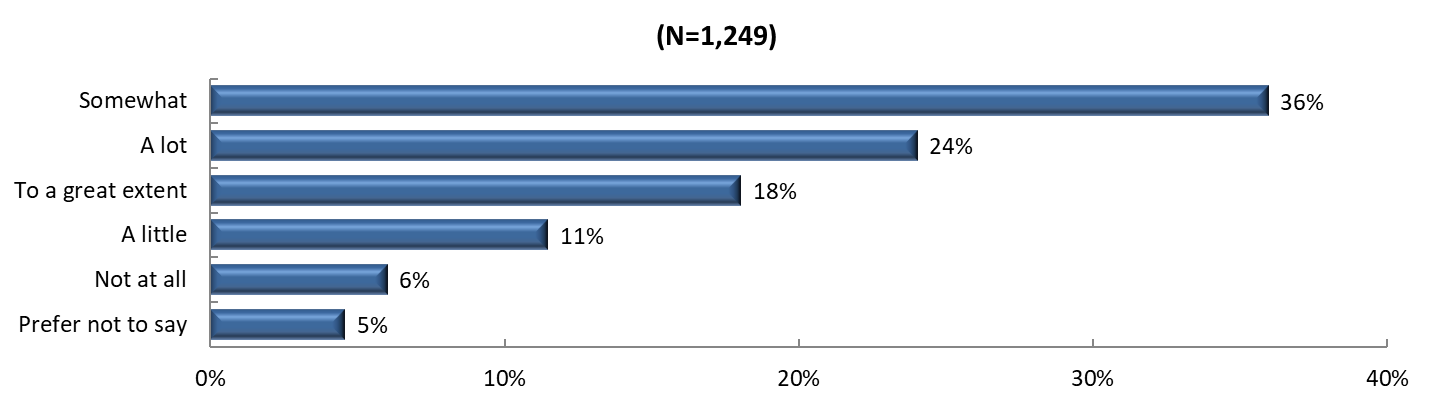 (N=1,249)
Somewhat 36%
A lot 24%
To a great extent 18%
A little 11%
Not at all 6%
Prefer not to say 5%
0% 10% 20% 30% 40%